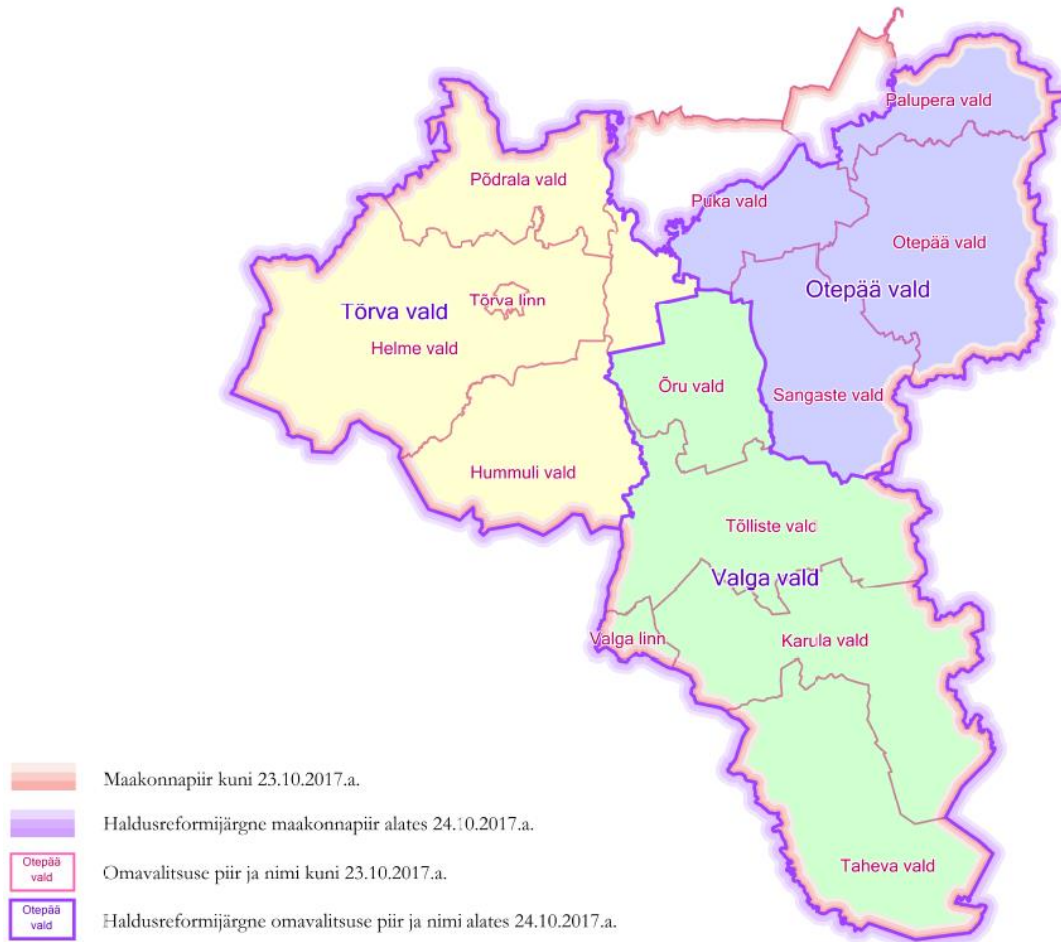 Palupera vald
Põdrala vald
Puka vald
Otepää vald
Otepää vald
Tõrva linn
Tõrva vald
Helme vald
Õru vald
Sangaste vald
Hummuli vald
Tõlliste vald
Valga vald
Valga linn
Karula vald
Taheva vald
Maakonnapiir kuni 23.10.2017.a.
Haldusreformijärgne maakonnapiir alates 24.10.2017.a.
Otepää
vald
Omavalitsuse piir ja nimi kuni 23.10.2017.a.
Otepää
vald
Haldusreformijärgne omavalitsuse piir ja nimi alates 24.10.2017.a.